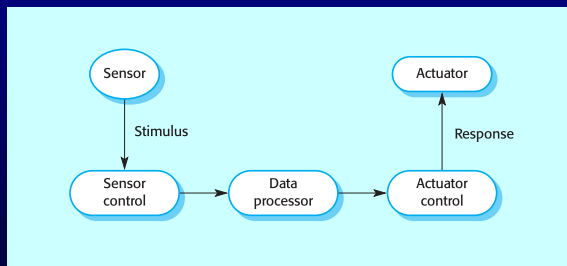 Sensor
Actuator
Stimulus
Response
Sensor
control
Data
processor
Actuator
control